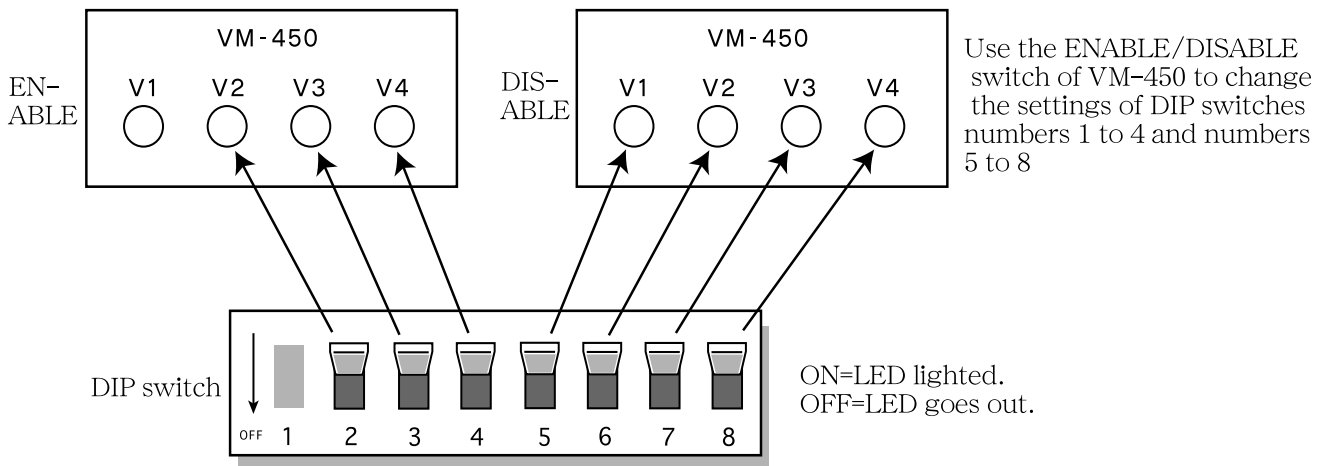 VM-450
EN-
ABLE
V1 V2 V3 V4
VM-450
DIS-
ABLE
V1 V2 V3 V4
Use the ENABLE/DISABLE
switch of VM-450 to change
the settings of DIP switches
numbers 1 to 4 and numbers
5 to 8
DIP switch
OFF 1 2 3 4 5 6 7 8
ON=LED lighted.
OFF=LED goes out.